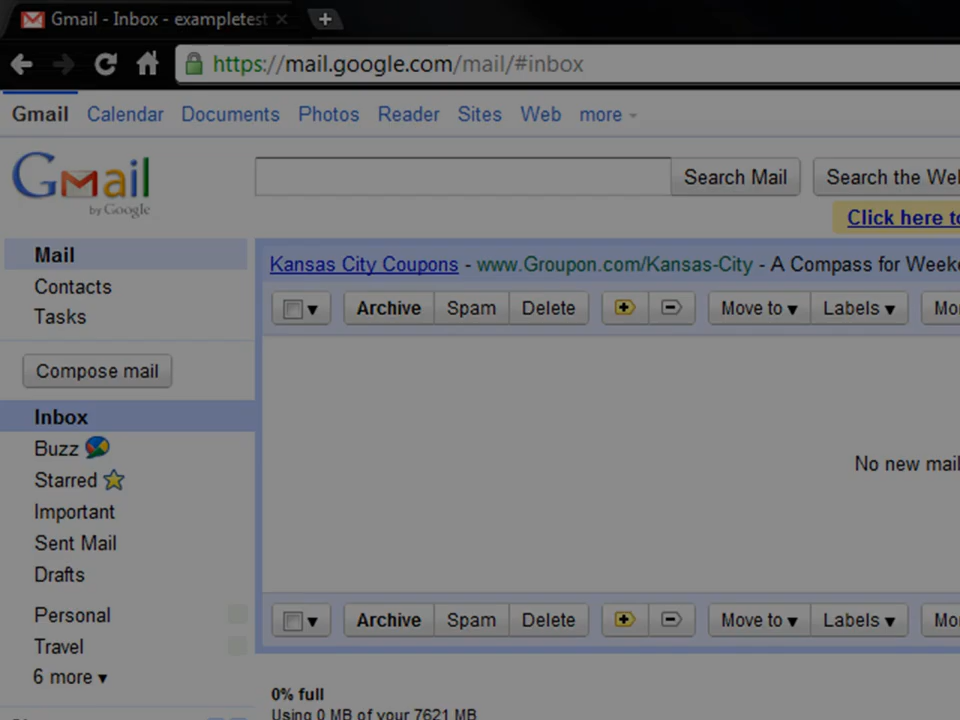 Gmail - Inbox - exampletest
https://mail.google.com/mail/#inbox
Gmail Calendar Documents Photos Reader Sites Web more
Gmail
by Google
Search Mail Search the We
Click here to
Mail
Contacts
Tasks
Compose mail
Inbox
Buzz
Starred
Important
Sent Mail
Drafts
Personal
Travel
6 more
Kansas City Coupons - www.Groupon.com/Kansas-City - A Compass for Weeke
Archive Spam Delete Move to Labels Mo
No new mail
Archive Spam Delete Move to Labels Mo
0% full
Using 0 MB of your 7621 MB